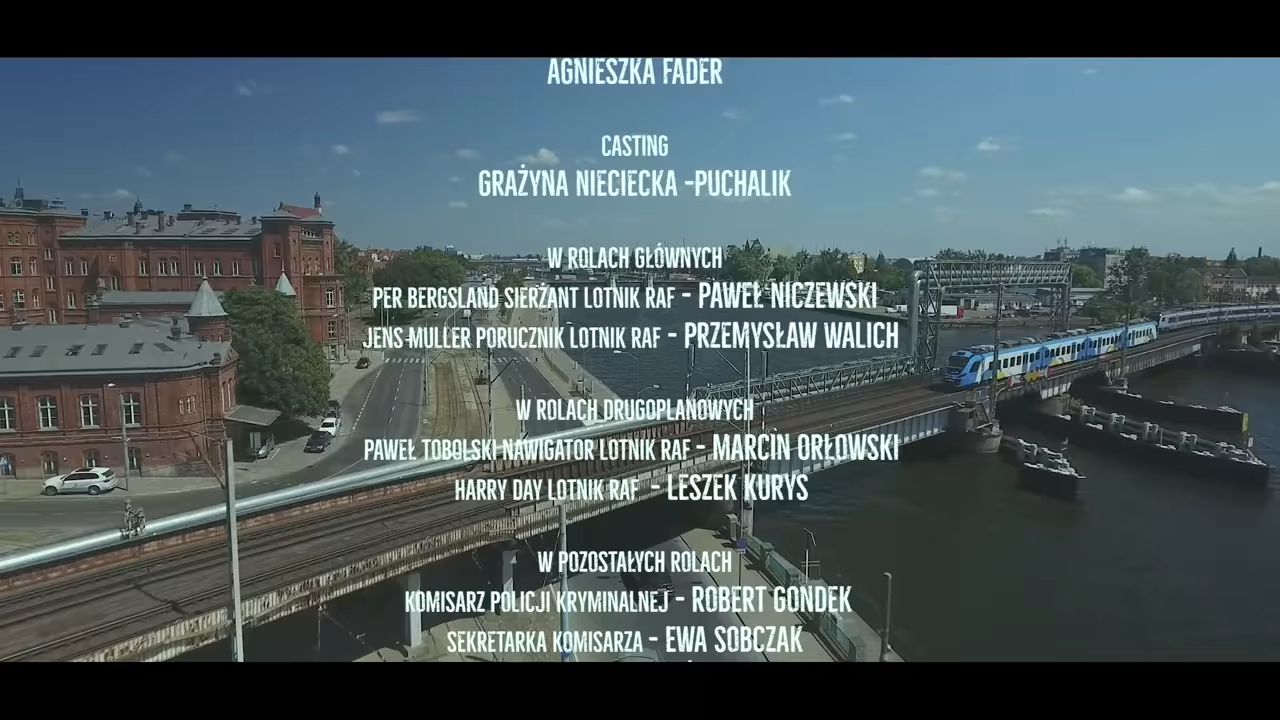 AGNIESZKA FADER
CASTING
GRAŻYNA NIECIECKA -PUCHALIK
W ROLACH GŁÓWNYCH
PER BERGSLAND SIERŻANT LOTNIK RAF - PAWEŁ NICZEWSKI
JENS MULLER PORUCZNIK LOTNIK RAF - PRZEMYSŁAW WALICH
W ROLACH DRUGOPLANOWYCH
PAWEŁ TOBOLSKI NAWIGATOR LOTNIK RAF - MARCIN ORŁOWSKI
HARRY DAY LOTNIK RAF - LESZEK KURYS
W POZOSTAŁYCH ROLACH
KOMISARZ POLICJI KRYMINALNEJ - ROBERT GONDEK
SEKRETARKA KOMISARZA - EWA SOBCZAK